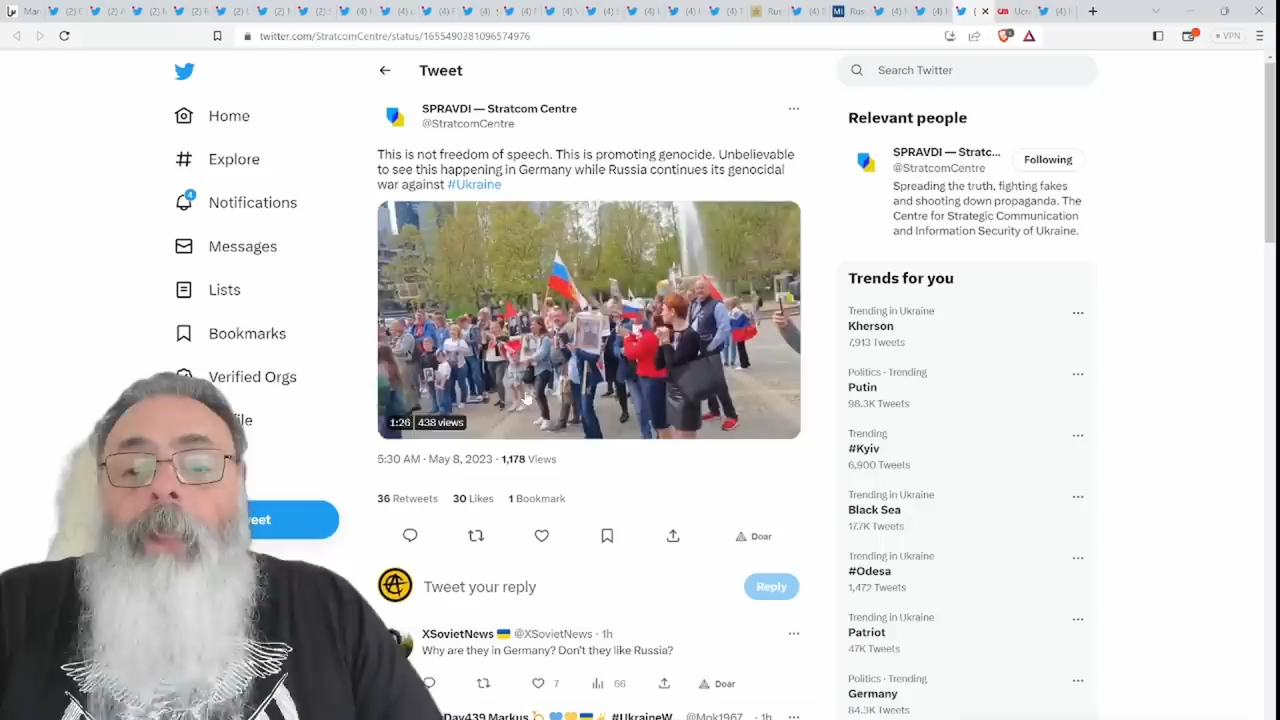 Mar
twitter.com/StratcomCentre/status/1655490381096574976
VPN
Home
Explore
4
Notifications
Messages
Lists
Bookmarks
Verified Orgs
Tweet
SPRAVDI — Stratcom Centre
@StratcomCentre
This is not freedom of speech. This is promoting genocide. Unbelievable
to see this happening in Germany while Russia continues its genocidal
war against #Ukraine
1:26 438 views
5:30 AM · May 8, 2023 · 1,178 Views
36 Retweets 30 Likes 1 Bookmark
Doar
Tweet your reply
Reply
XSovietNews @XSovietNews · 1h
Why are they in Germany? Don't they like Russia?
7
66
Doar
Day439 Markus #UkraineW... @Mok1967 · 1h
Search Twitter
Relevant people
SPRAVDI — Stratc...
@StratcomCentre
Following
Spreading the truth, fighting fakes
and shooting down propaganda. The
Centre for Strategic Communication
and Information Security of Ukraine.
Trends for you
Trending in Ukraine
Kherson
7,913 Tweets
Politics · Trending
Putin
98.3K Tweets
Trending
#Kyiv
6,900 Tweets
Trending in Ukraine
Black Sea
17.7K Tweets
Trending in Ukraine
#Odesa
1,472 Tweets
Trending in Ukraine
Patriot
47K Tweets
Politics · Trending
Germany
84.3K Tweets